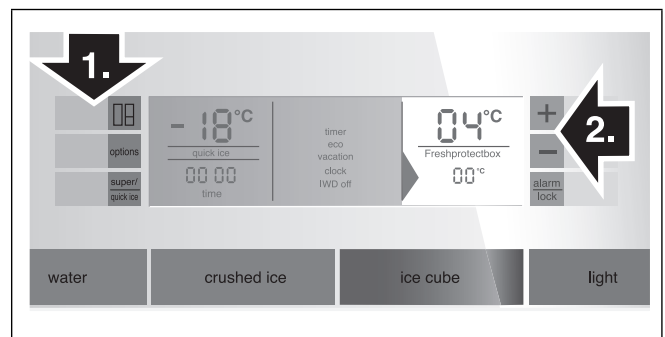 1.
- 18°C
quick ice
00 00
time
timer
eco
vacation
clock
IWD off
04°C
Freshprotectbox
00°C
options
super/
quick ice
+
-
alarm
lock
2.
water
crushed ice
ice cube
light